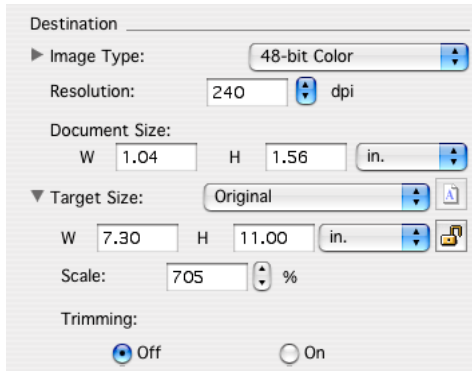 Destination
Image Type: 48-bit Color
Resolution: 240 dpi
Document Size:
W 1.04 H 1.56 in.
Target Size: Original
W 7.30 H 11.00 in.
Scale: 705 %
Trimming:
Off On